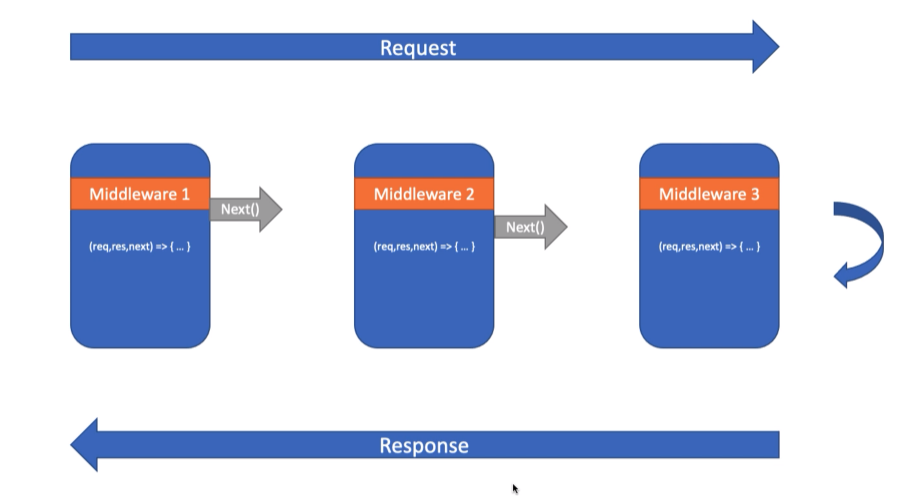 Request
Middleware 1
Next()
(req,res,next) => { ... }
Middleware 2
Next()
(req,res,next) => { ... }
Middleware 3
(req,res,next) => { ... }
Response